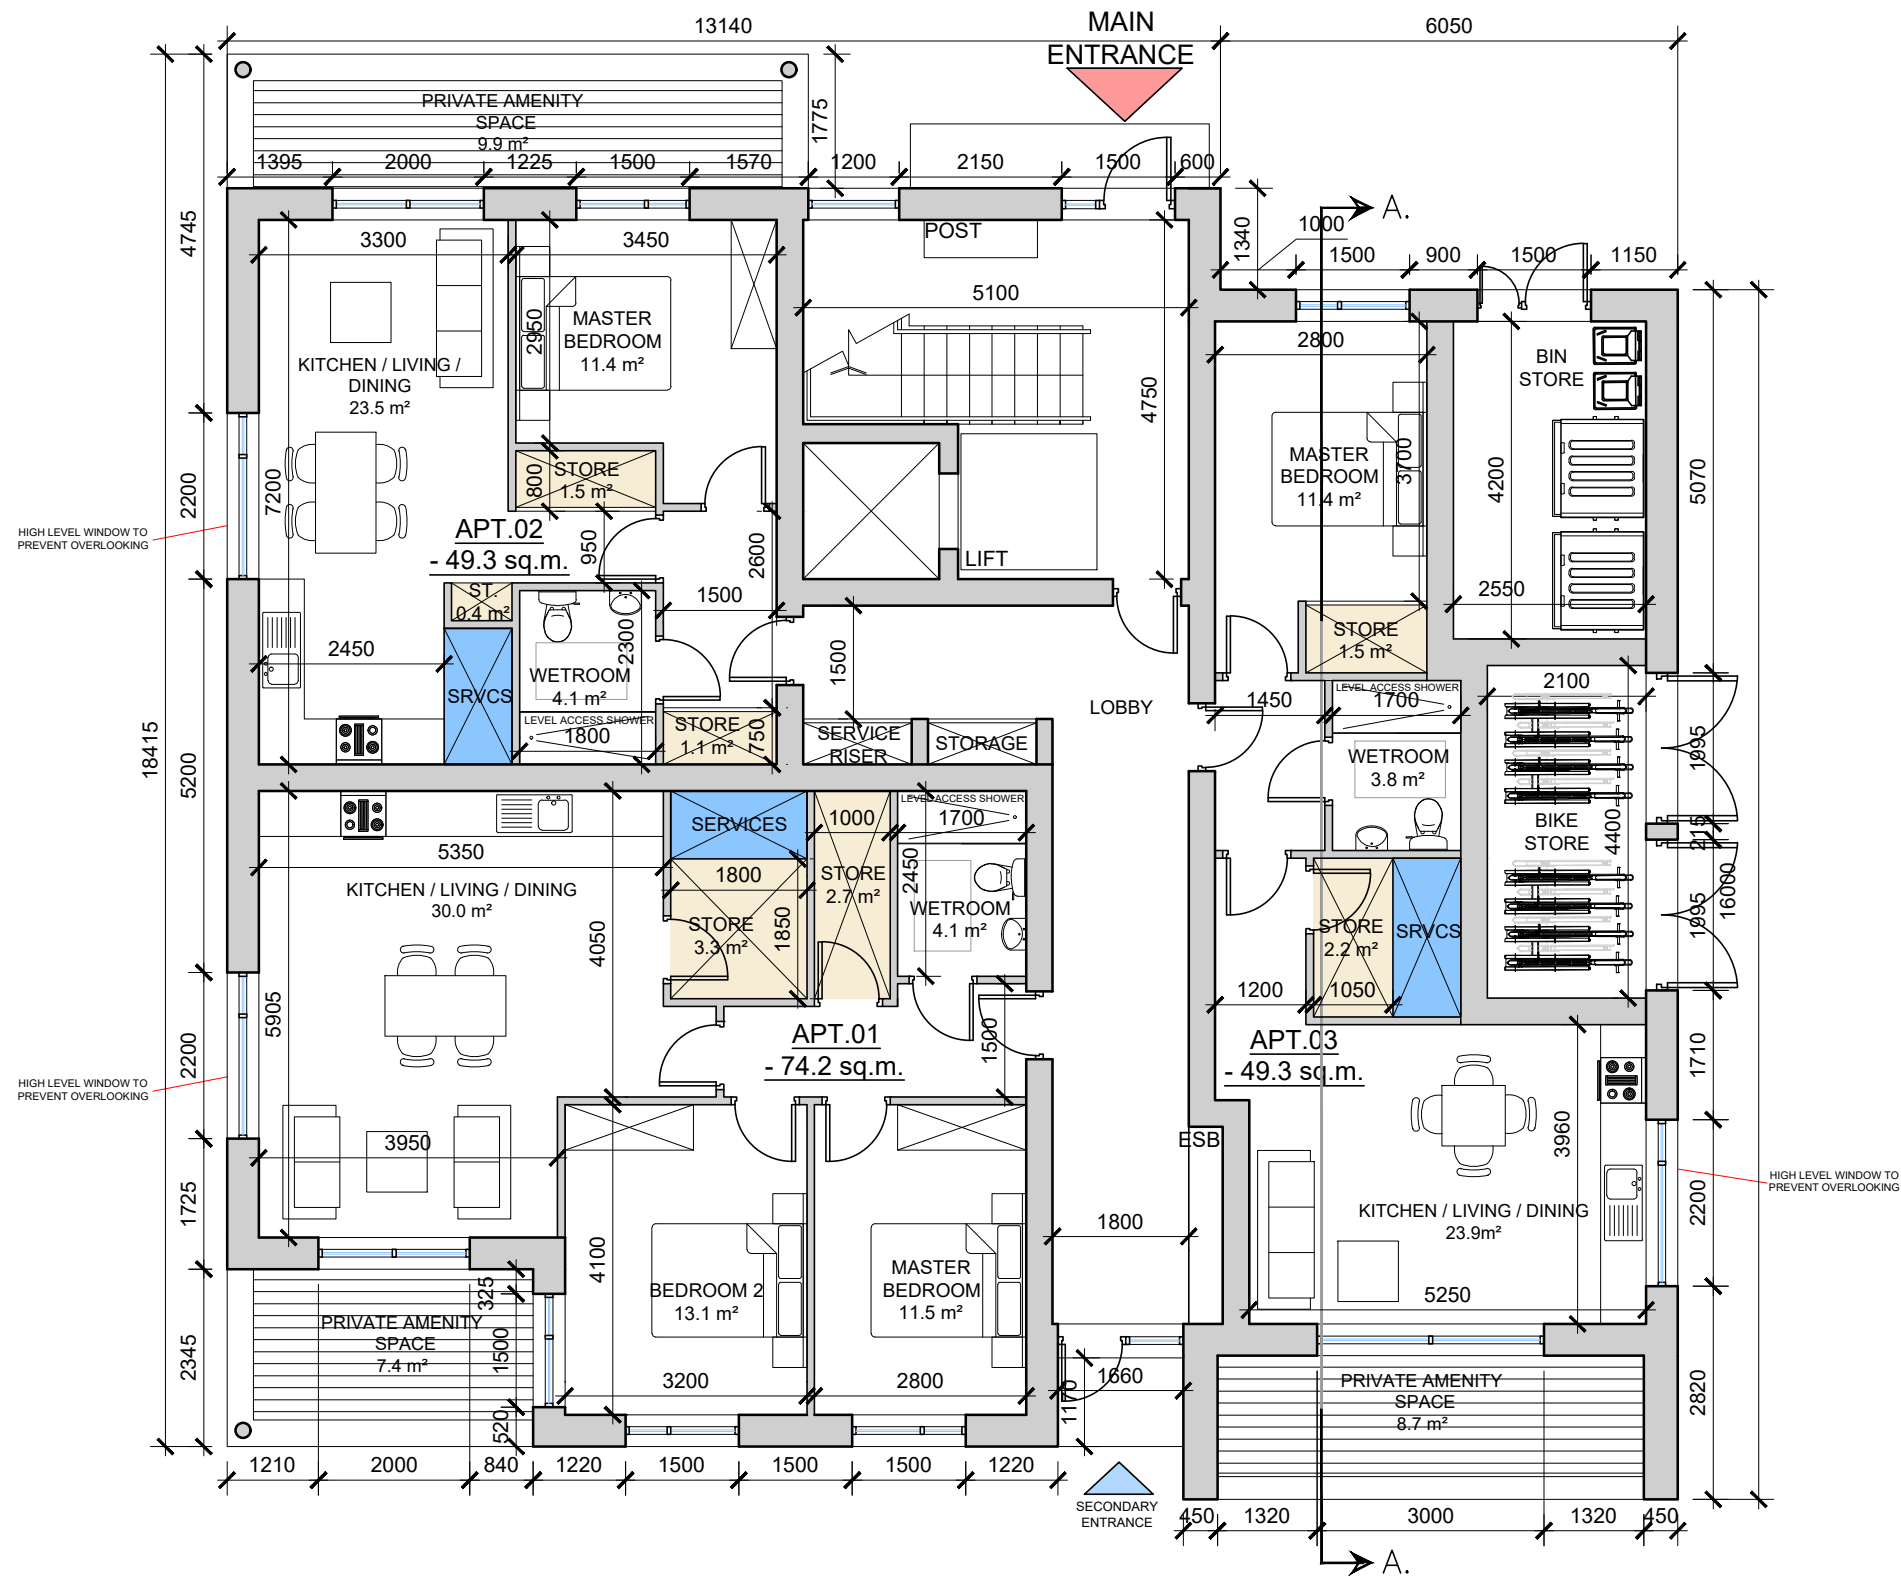 13140
MAIN
ENTRANCE
6050
PRIVATE AMENITY
SPACE
9.9 m²
1775
1395
2000
1225
1500
1570
1200
2150
1500
600
A.
4745
3300
3450
POST
1340
1000
1500
900
1500
1150
5100
2950
MASTER
BEDROOM
11.4 m²
KITCHEN / LIVING /
DINING
23.5 m²
2800
BIN
STORE
4750
2200
7200
HIGH LEVEL WINDOW TO
PREVENT OVERLOOKING
800
STORE
1.5 m²
MASTER
BEDROOM
11.4 m²
3700
4200
5070
APT.02
- 49.3 sq.m.
950
2600
LIFT
ST.
0.4 m²
1500
2550
2450
2300
WETROOM
4.1 m²
1500
STORE
1.5 m²
SRVCS
LEVEL ACCESS SHOWER
1800
STORE
1.1 m²
750
SERVICE
RISER
STORAGE
LOBBY
1450
LEVEL ACCESS SHOWER
1700
2100
18415
5200
WETROOM
3.8 m²
1995
SERVICES
1000
LEVEL ACCESS SHOWER
1700
BIKE
STORE
4400
215
5350
KITCHEN / LIVING / DINING
30.0 m²
1800
STORE
3.3 m²
1850
STORE
2.7 m²
2450
WETROOM
4.1 m²
STORE
2.2 m²
SRVCS
1995
16000
4050
5905
1200
1050
2200
APT.01
- 74.2 sq.m.
1500
APT.03
- 49.3 sq.m.
1710
HIGH LEVEL WINDOW TO
PREVENT OVERLOOKING
3950
3960
ESB
HIGH LEVEL WINDOW TO
PREVENT OVERLOOKING
1725
KITCHEN / LIVING / DINING
23.9m²
2200
1800
4100
325
BEDROOM 2
13.1 m²
MASTER
BEDROOM
11.5 m²
5250
PRIVATE AMENITY
SPACE
7.4 m²
2345
1500
520
3200
2800
1170
1660
PRIVATE AMENITY
SPACE
8.7 m²
2820
1210
2000
840
1220
1500
1500
1500
1220
SECONDARY
ENTRANCE
450
1320
3000
1320
450
A.